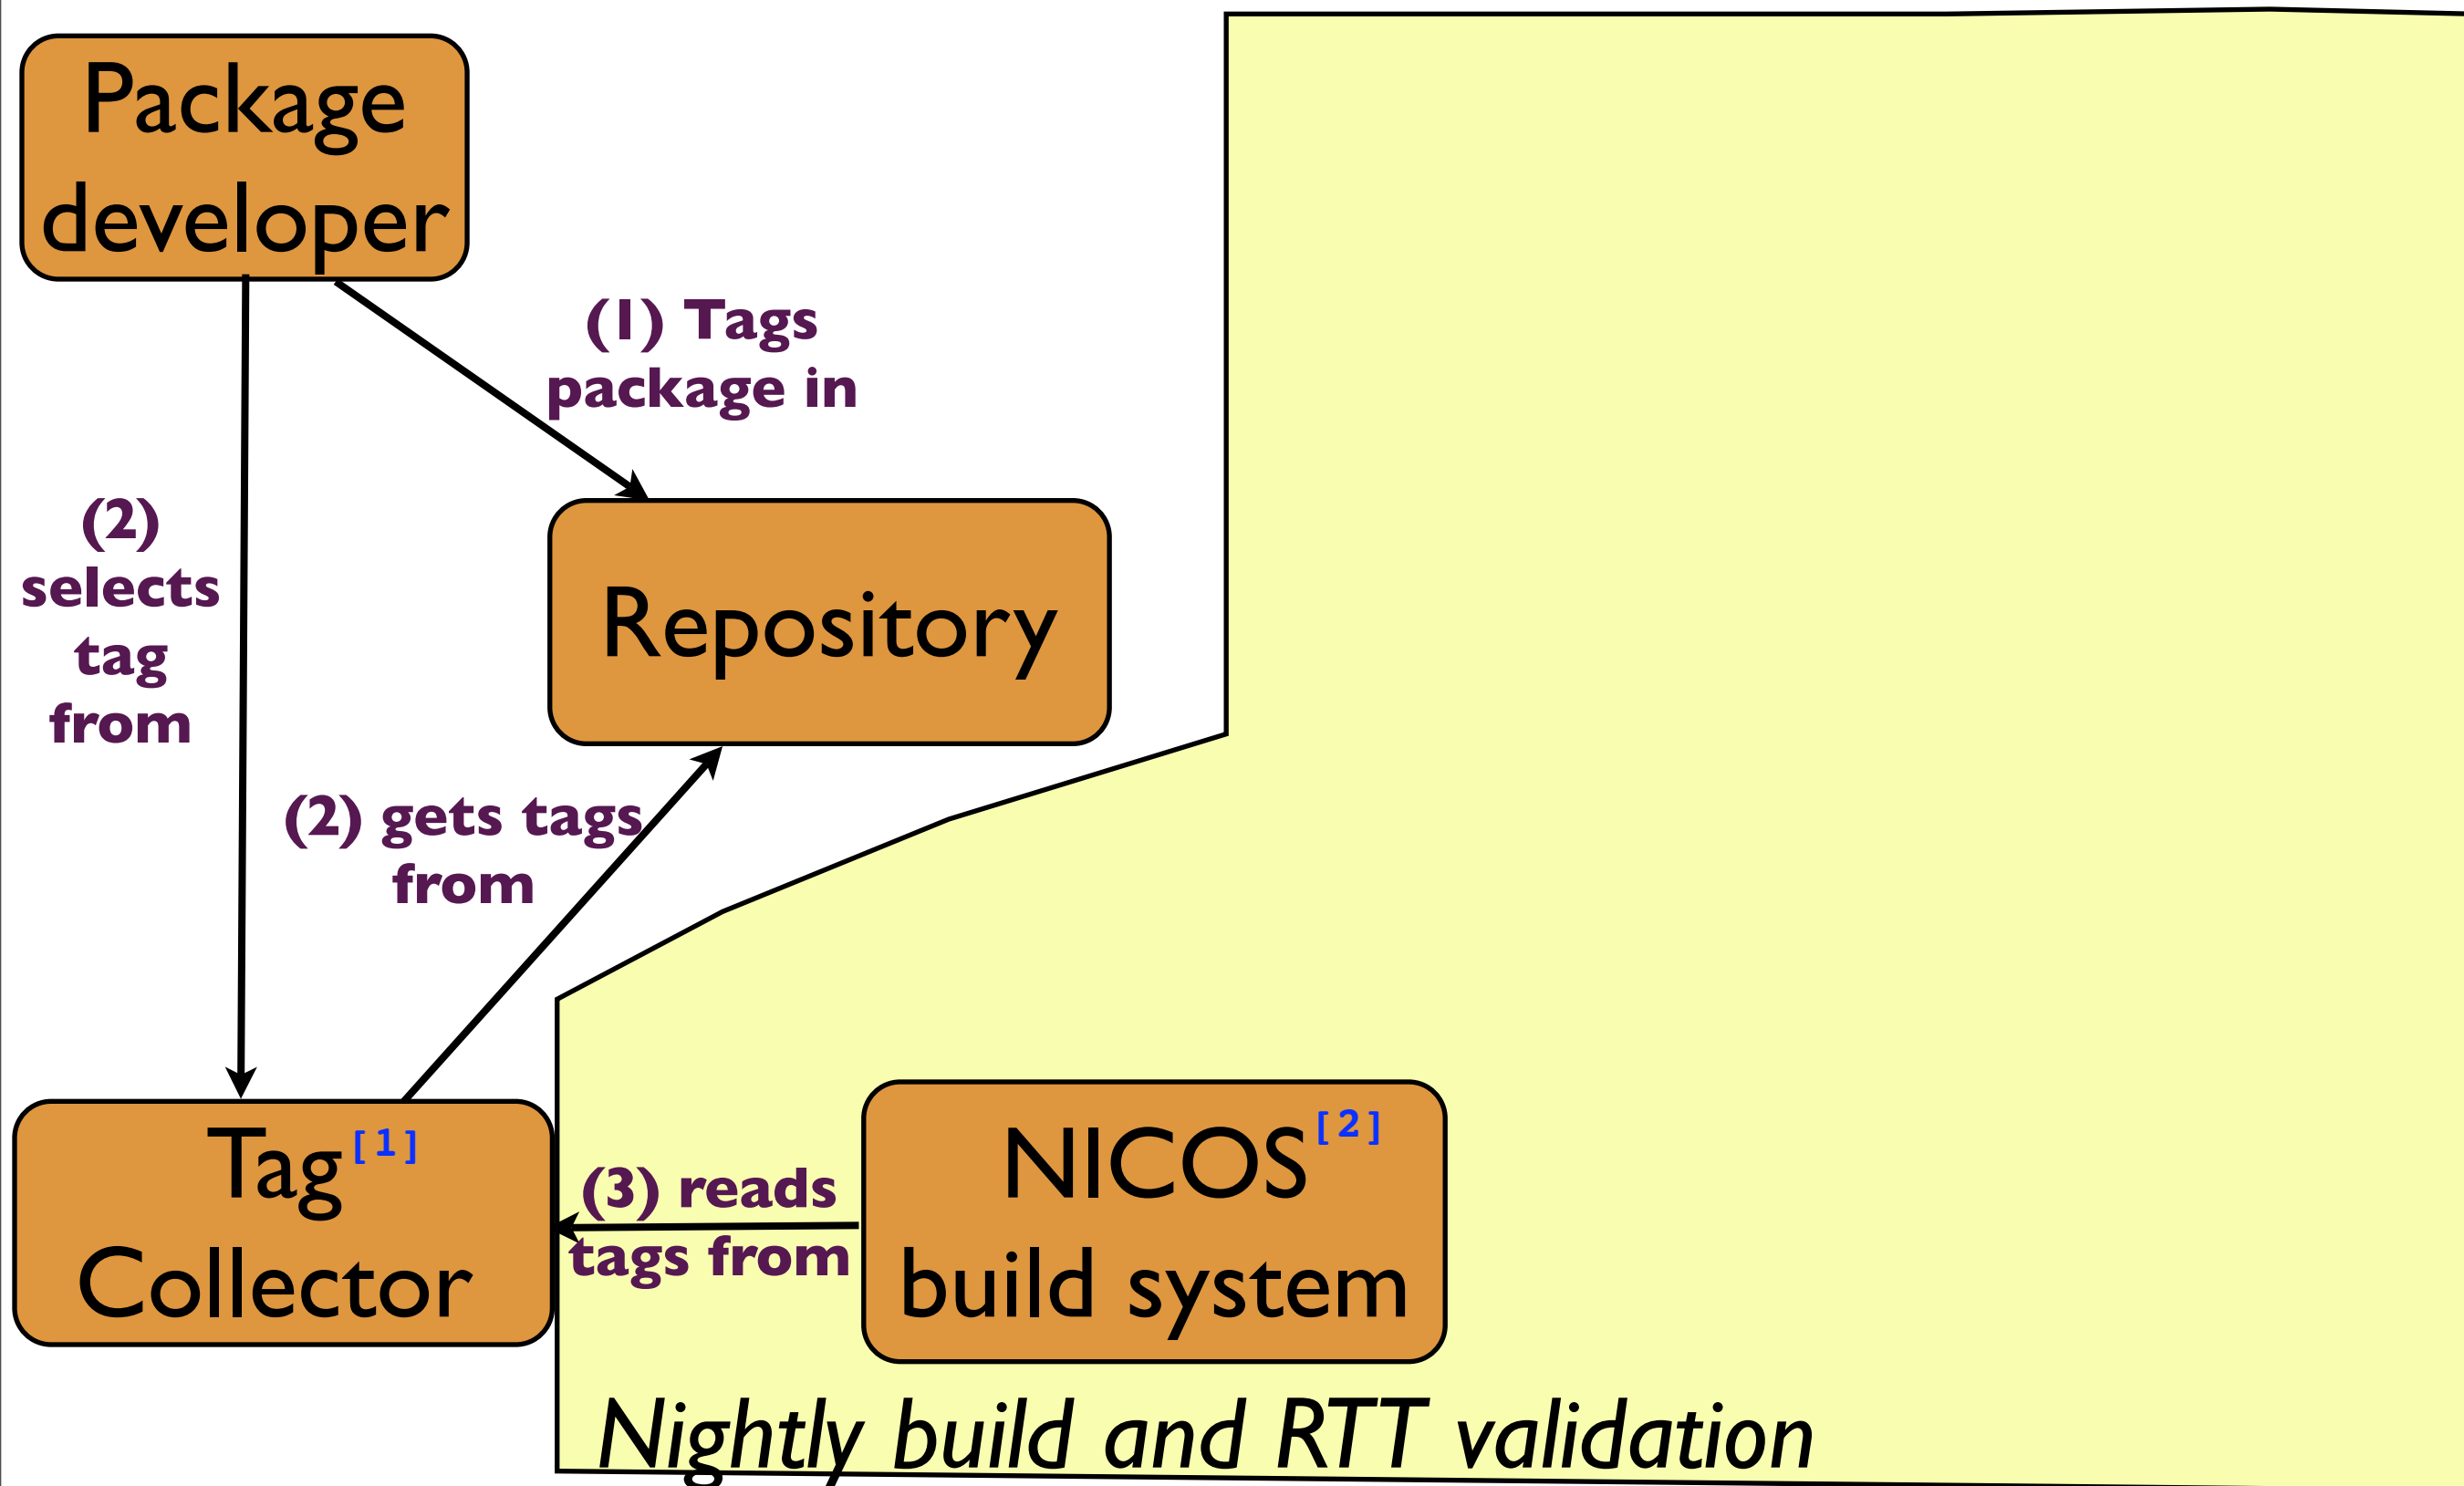 Package
developer
(1) Tags
package in
(2)
selects
tag
from
Repository
(2) gets tags
from
Tag[1]
Collector
(3) reads
tags from
NICOS[2]
build system
Nightly build and RTT validation